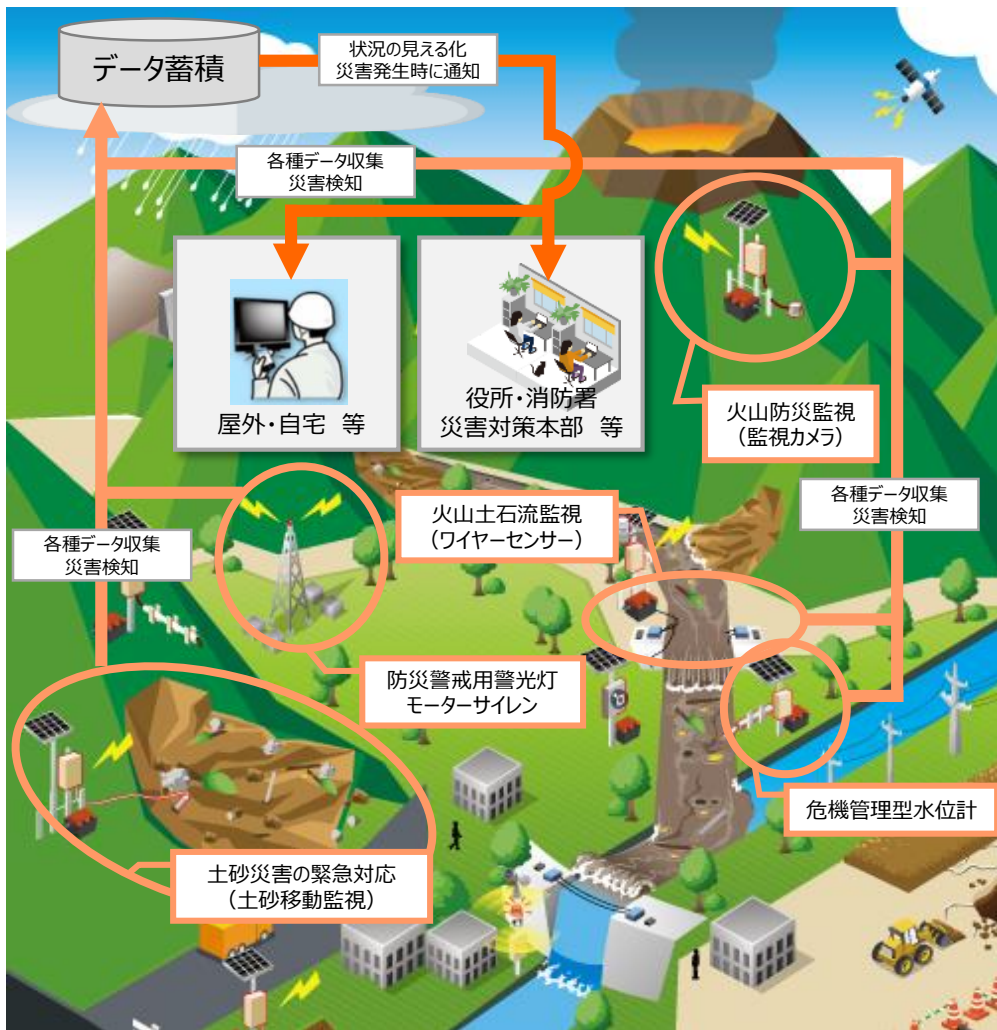 データ蓄積
状況の見える化
災害発生時に通知
各種データ収集
災害検知
屋外・自宅 等
役所・消防署
災害対策本部 等
火山防災監視
(監視カメラ)
火山土石流監視
(ワイヤーセンサー)
各種データ収集
災害検知
各種データ収集
災害検知
防災警戒用警光灯
モーターサイレン
危機管理型水位計
土砂災害の緊急対応
(土砂移動監視)